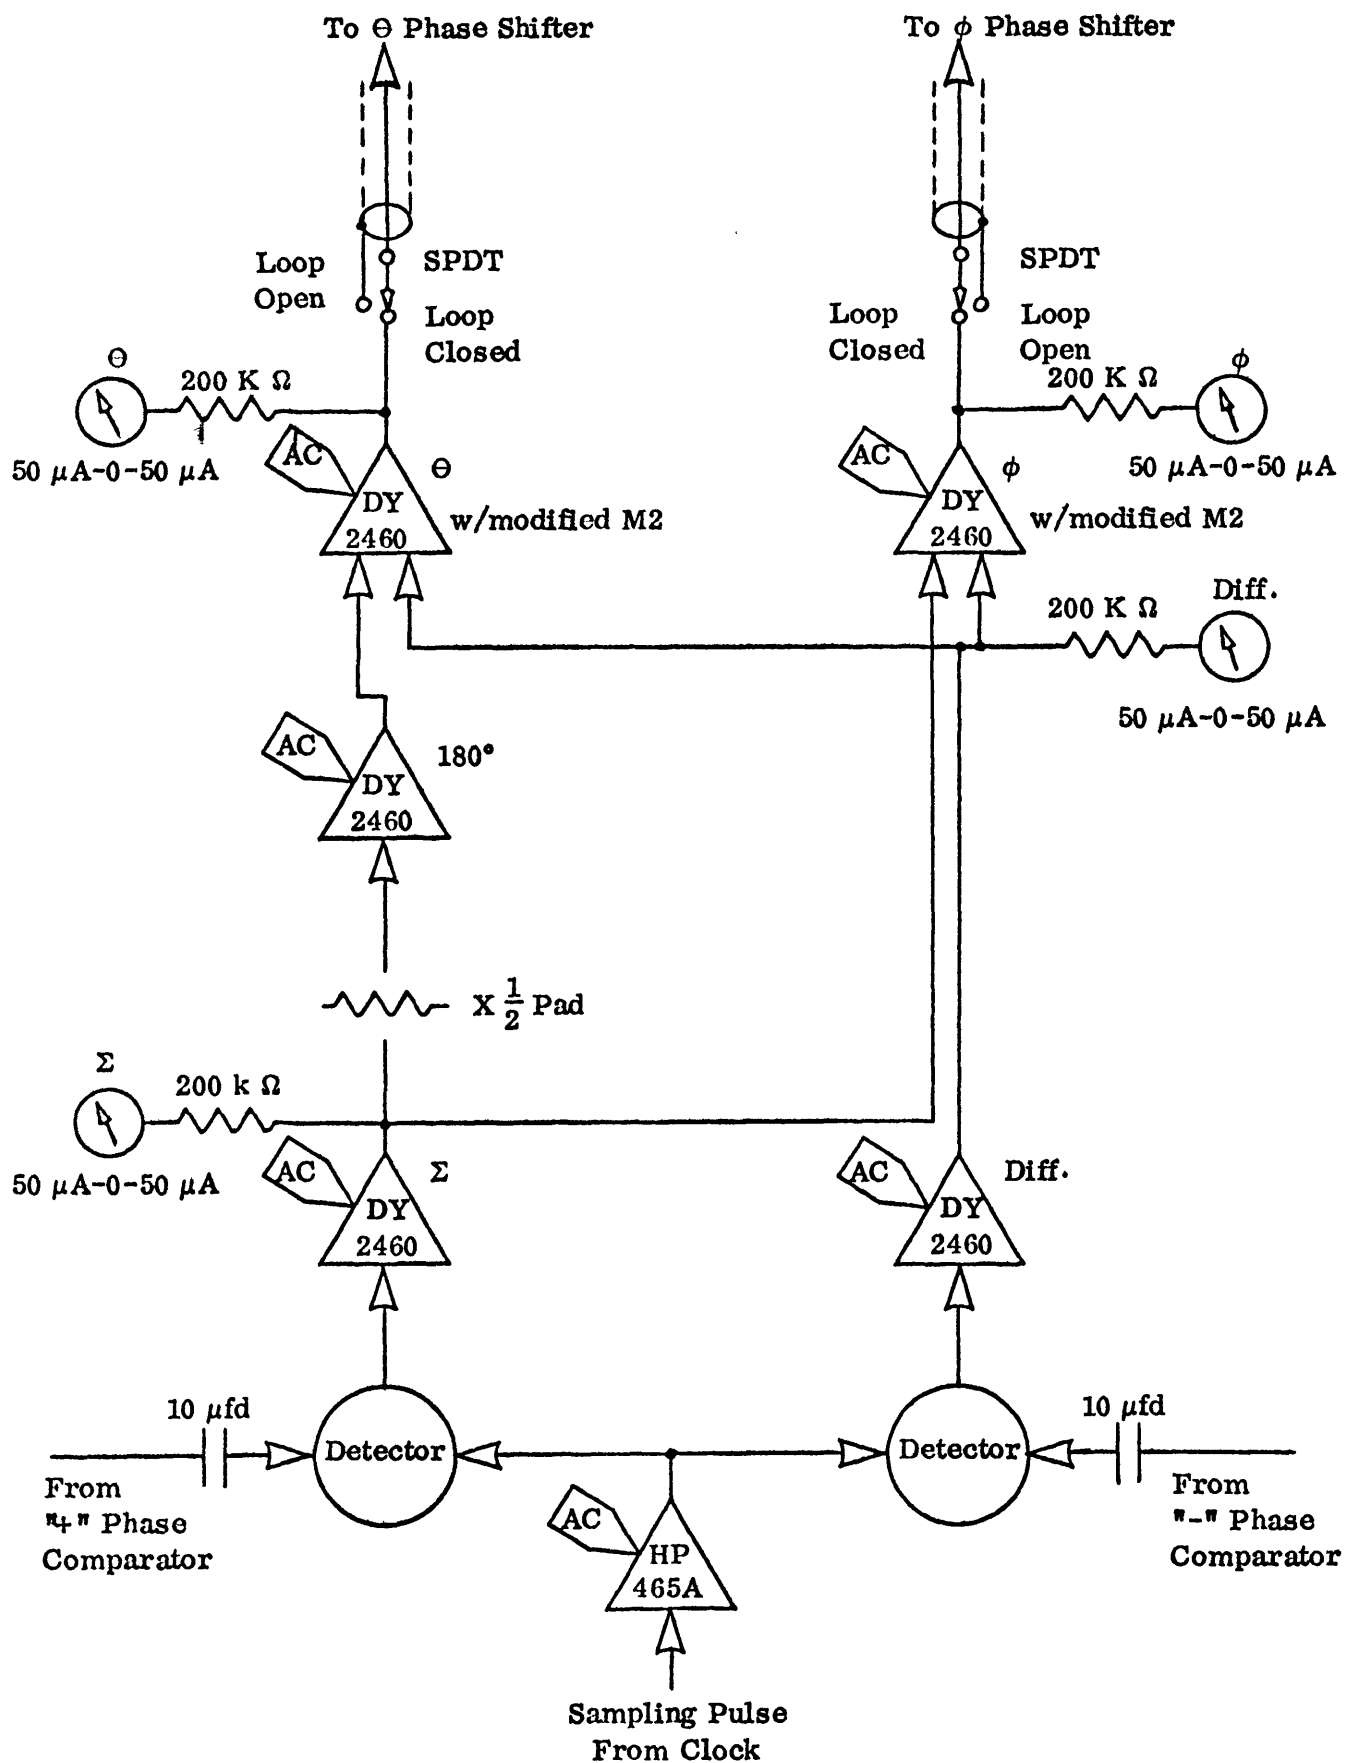 To Θ Phase Shifter
To ϕ Phase Shifter
Loop
Open
SPDT
Loop
Closed
SPDT
Loop
Closed
Loop
Open
Θ
200 K Ω
50 μA-0-50 μA
AC
Θ
DY
2460
w/modified M2
AC
ϕ
DY
2460
w/modified M2
200 K Ω
ϕ
50 μA-0-50 μA
200 K Ω
Diff.
50 μA-0-50 μA
AC
180°
DY
2460
X 1/2 Pad
Σ
200 k Ω
50 μA-0-50 μA
AC
Σ
DY
2460
AC
Diff.
DY
2460
10 μfd
Detector
Detector
10 μfd
From
"+" Phase
Comparator
From
"-" Phase
Comparator
AC
HP
465A
Sampling Pulse
From Clock